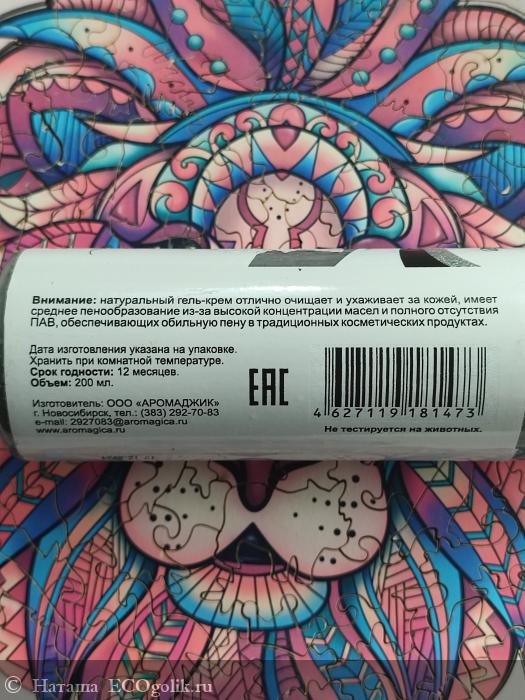 Внимание: натуральный гель-крем отлично очищает и ухаживает за кожей, имеет
среднее пенообразование из-за высокой концентрации масел и полного отсутствия
ПАВ, обеспечивающих обильную пену в традиционных косметических продуктах.
Дата изготовления указана на упаковке.
Хранить при комнатной температуре.
Срок годности: 12 месяцев.
Объем: 200 мл.
Изготовитель: ООО «АРОМАДЖИК»
г. Новосибирск, тел.: (383) 292-70-83
e-mail: 2927083@aromagica.ru
www.aromagica.ru
ЕАС
4 627119 181473
Не тестируется на животных.
© Наташа ECOgolik.ru